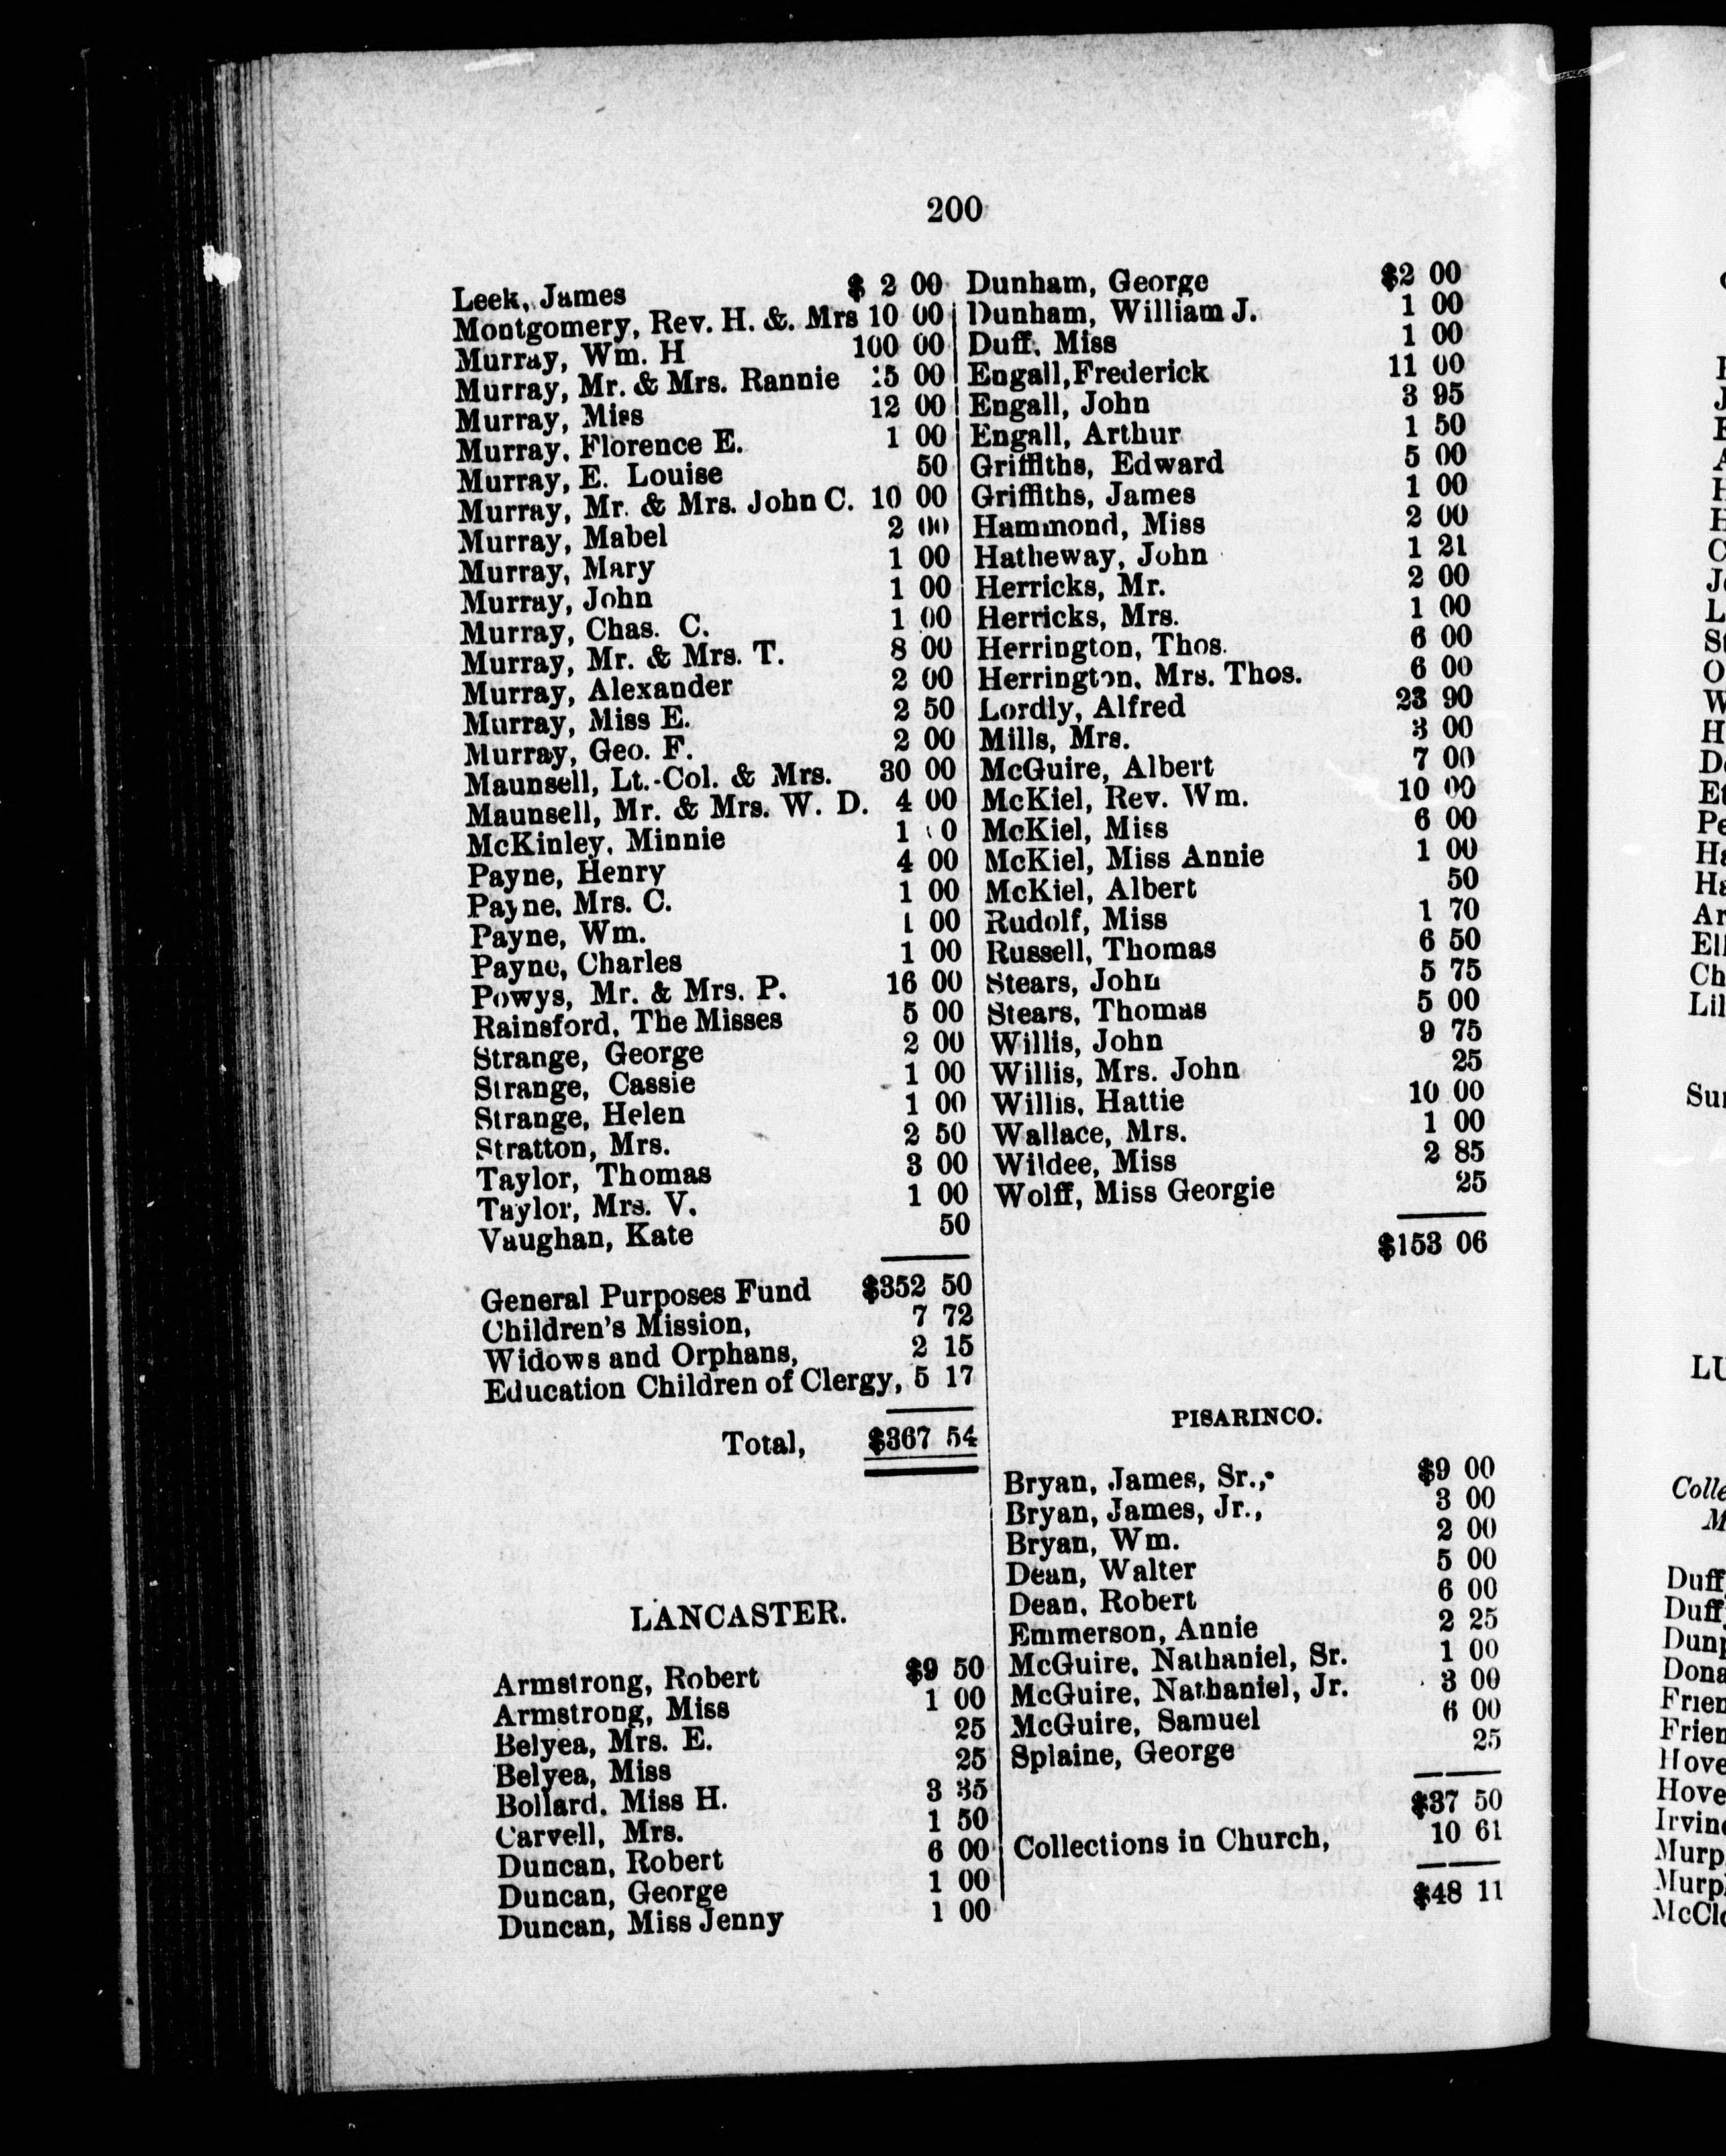 200
Leek, James $ 2 00
Montgomery, Rev. H. &. Mrs 10 00
Murray, Wm. H 100 00
Murray, Mr. & Mrs. Rannie 15 00
Murray, Miss 12 00
Murray, Florence E. 1 00
Murray, E. Louise 50
Murray, Mr. & Mrs. John C. 10 00
Murray, Mabel 2 00
Murray, Mary 1 00
Murray, John 1 00
Murray, Chas. C. 1 00
Murray, Mr. & Mrs. T. 8 00
Murray, Alexander 2 00
Murray, Miss E. 2 50
Murray, Geo. F. 2 00
Maunsell, Lt.-Col. & Mrs. 30 00
Maunsell, Mr. & Mrs. W. D. 4 00
McKinley, Minnie 1 00
Payne, Henry 4 00
Payne, Mrs. C. 1 00
Payne, Wm. 1 00
Payne, Charles 1 00
Powys, Mr. & Mrs. P. 16 00
Rainsford, The Misses 5 00
Strange, George 2 00
Strange, Cassie 1 00
Strange, Helen 1 00
Stratton, Mrs. 2 50
Taylor, Thomas 3 00
Taylor, Mrs. V. 1 00
Vaughan, Kate 50
General Purposes Fund $352 50
Children's Mission, 7 72
Widows and Orphans, 2 15
Education Children of Clergy, 5 17
Total, $367 54
LANCASTER.
Armstrong, Robert $9 50
Armstrong, Miss 1 00
Belyea, Mrs. E. 25
Belyea, Miss 25
Bollard, Miss H. 3 35
Carvell, Mrs. 1 50
Duncan, Robert 6 00
Duncan, George 1 00
Duncan, Miss Jenny 1 00
Dunham, George $2 00
Dunham, William J. 1 00
Duff, Miss 1 00
Engall, Frederick 11 00
Engall, John 3 95
Engall, Arthur 1 50
Griffiths, Edward 5 00
Griffiths, James 1 00
Hammond, Miss 2 00
Hatheway, John 1 21
Herricks, Mr. 2 00
Herricks, Mrs. 1 00
Herrington, Thos. 6 00
Herrington, Mrs. Thos. 6 00
Lordly, Alfred 23 90
Mills, Mrs. 3 00
McGuire, Albert 7 00
McKiel, Rev. Wm. 10 00
McKiel, Miss 6 00
McKiel, Miss Annie 1 00
McKiel, Albert 50
Rudolf, Miss 1 70
Russell, Thomas 6 50
Stears, John 5 75
Stears, Thomas 5 00
Willis, John 9 75
Willis, Mrs. John 25
Willis, Hattie 10 00
Wallace, Mrs. 1 00
Wildee, Miss 2 85
Wolff, Miss Georgie 25
$153 06
PISARINCO.
Bryan, James, Sr., $9 00
Bryan, James, Jr., 3 00
Bryan, Wm. 2 00
Dean, Walter 5 00
Dean, Robert 6 00
Emmerson, Annie 2 25
McGuire, Nathaniel, Sr. 1 00
McGuire, Nathaniel, Jr. 3 00
McGuire, Samuel 6 00
Splaine, George 25
$37 50
Collections in Church, 10 61
$48 11